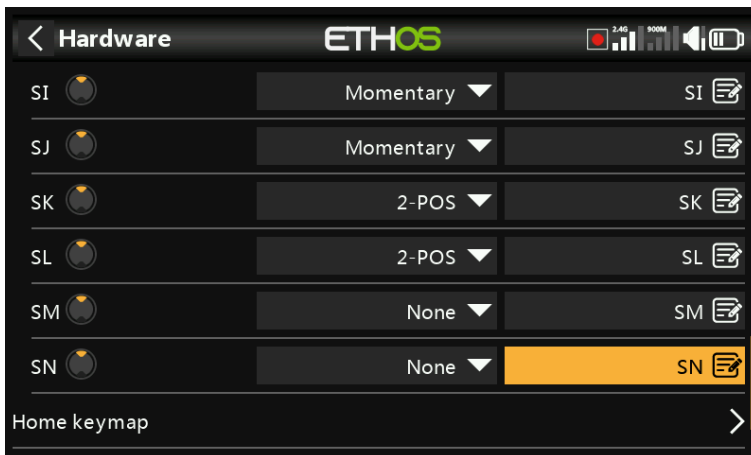 Hardware ETHOS 2.4G 900M
SI Momentary SI
SJ Momentary SJ
SK 2-POS SK
SL 2-POS SL
SM None SM
SN None SN
Home keymap